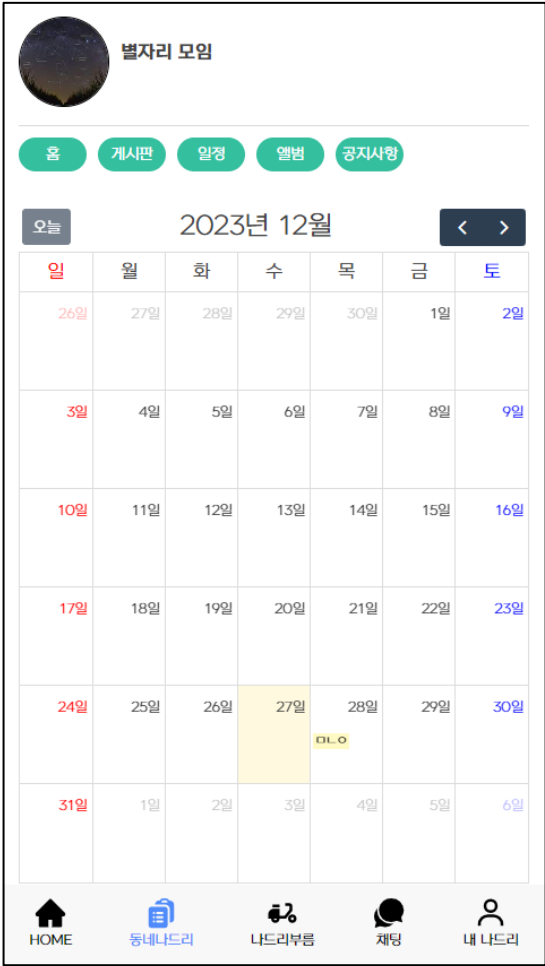 별자리 모임
홈 게시판 일정 앨범 공지사항
오늘 2023년 12월
일 월 화 수 목 금 토
26일 27일 28일 29일 30일 1일 2일
3일 4일 5일 6일 7일 8일 9일
10일 11일 12일 13일 14일 15일 16일
17일 18일 19일 20일 21일 22일 23일
24일 25일 26일 27일 28일 29일 30일
ㅁㄴㅇ
31일 1일 2일 3일 4일 5일 6일
HOME 동네나드리 나드리부름 채팅 내 나드리